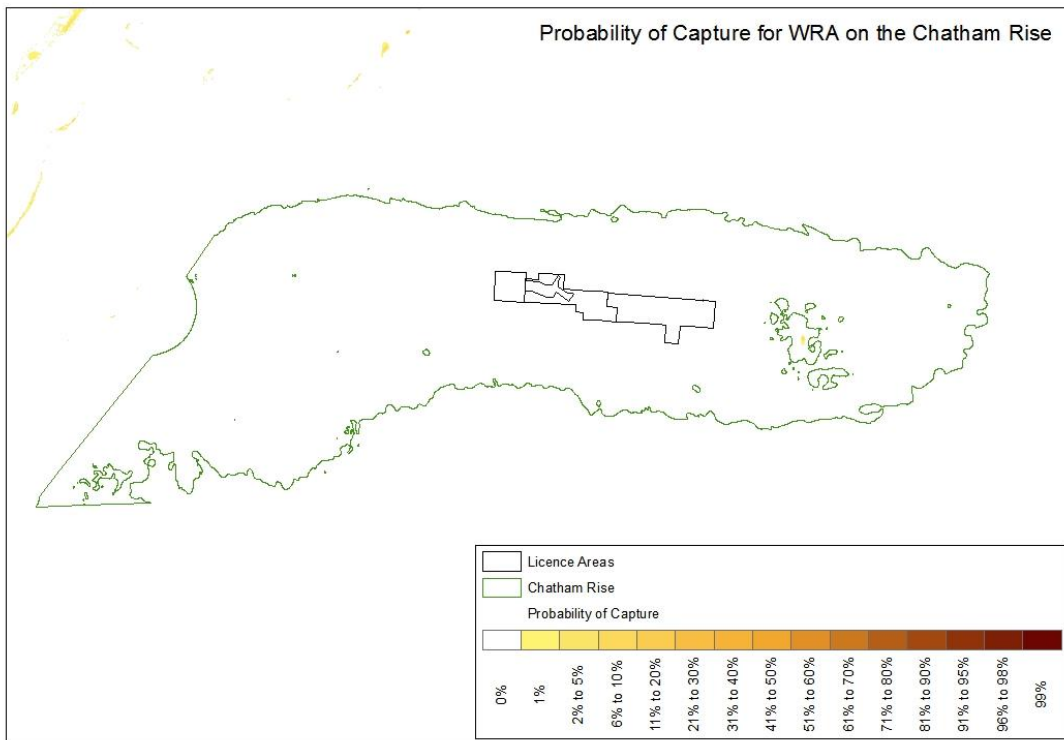 Probability of Capture for WRA on the Chatham Rise
Licence Areas
Chatham Rise
Probability of Capture
0%
1%
2% to 5%
6% to 10%
11% to 20%
21% to 30%
31% to 40%
41% to 50%
51% to 60%
61% to 70%
71% to 80%
81% to 90%
91% to 95%
96% to 98%
99%